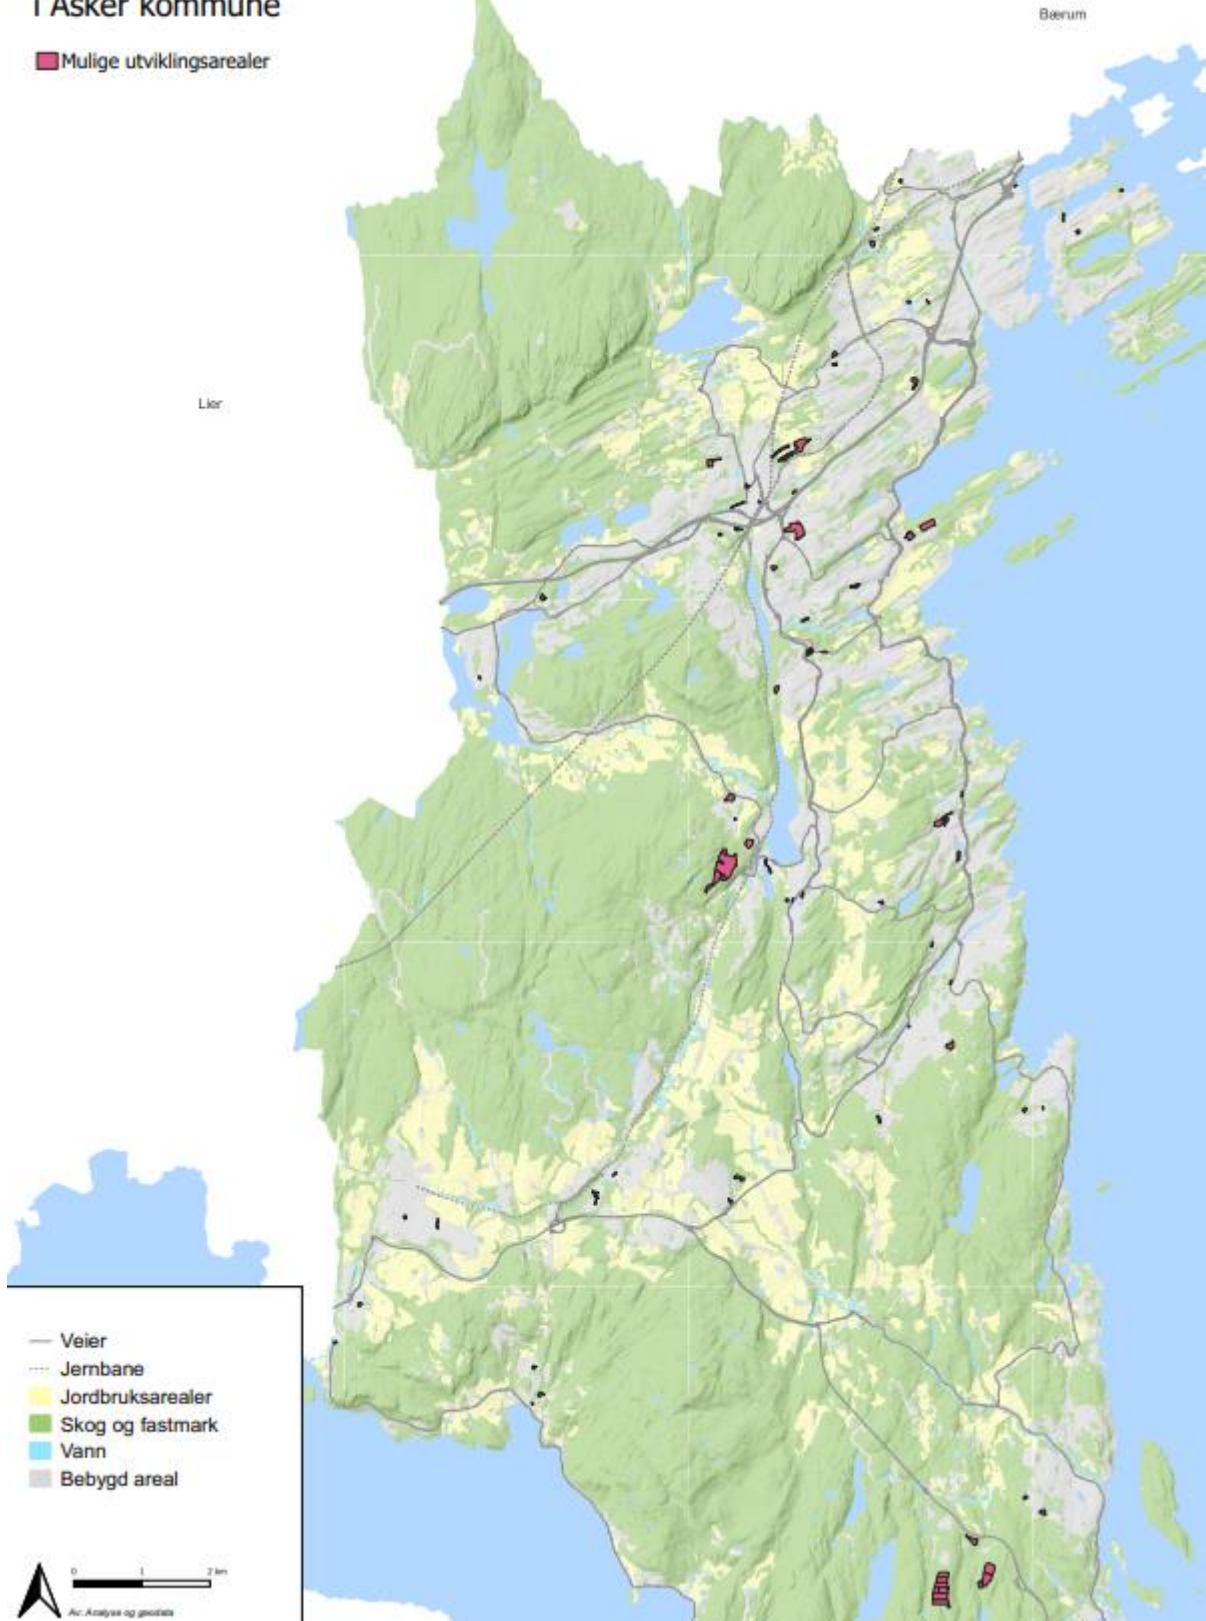 i Asker kommune
Bærum
Mulige utviklingsarealer
Lier
Veier
Jernbane
Jordbruksarealer
Skog og fastmark
Vann
Bebygd areal
0 1 2 km
Av: Analyse og geodata